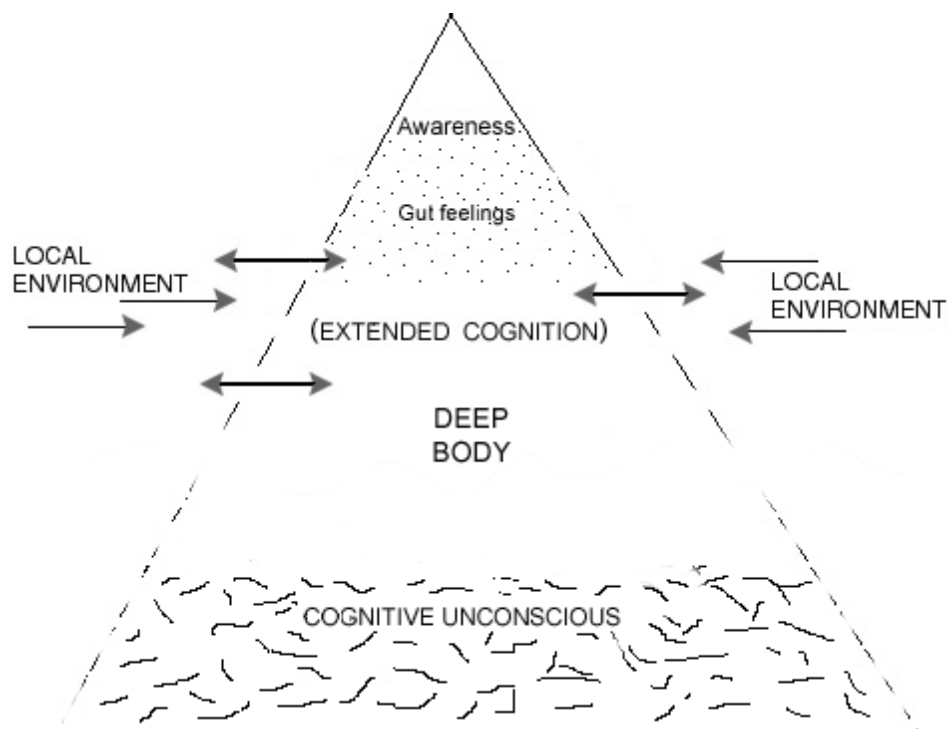 Awareness
Gut feelings
LOCAL
ENVIRONMENT
LOCAL
ENVIRONMENT
(EXTENDED COGNITION)
DEEP
BODY
COGNITIVE UNCONSCIOUS